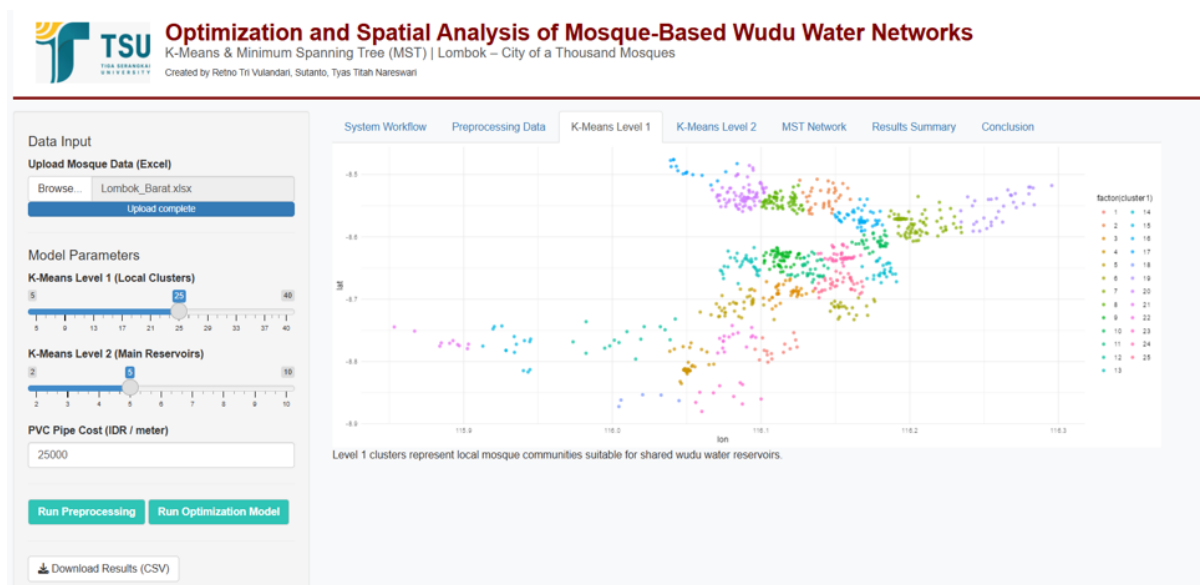 TSU
TIGA SERANGKAI
UNIVERSITY
Optimization and Spatial Analysis of Mosque-Based Wudu Water Networks
K-Means & Minimum Spanning Tree (MST) | Lombok – City of a Thousand Mosques
Created by Retno Tri Vulandari, Sutanto, Tyas Titah Nareswari
Data Input
Upload Mosque Data (Excel)
Browse... Lombok_Barat.xlsx
Upload complete
Model Parameters
K-Means Level 1 (Local Clusters)
5 25 40
5 9 13 17 21 25 29 33 37 40
K-Means Level 2 (Main Reservoirs)
2 5 10
2 3 4 5 6 7 8 9 10
PVC Pipe Cost (IDR / meter)
25000
Run Preprocessing Run Optimization Model
Download Results (CSV)
System Workflow Preprocessing Data K-Means Level 1 K-Means Level 2 MST Network Results Summary Conclusion
lat
-8.5
-8.6
-8.7
-8.8
-8.9
115.9 116.0 116.1 116.2 116.3
lon
factor(cluster1)
1 14
2 15
3 16
4 17
5 18
6 19
7 20
8 21
9 22
10 23
11 24
12 25
13
Level 1 clusters represent local mosque communities suitable for shared wudu water reservoirs.